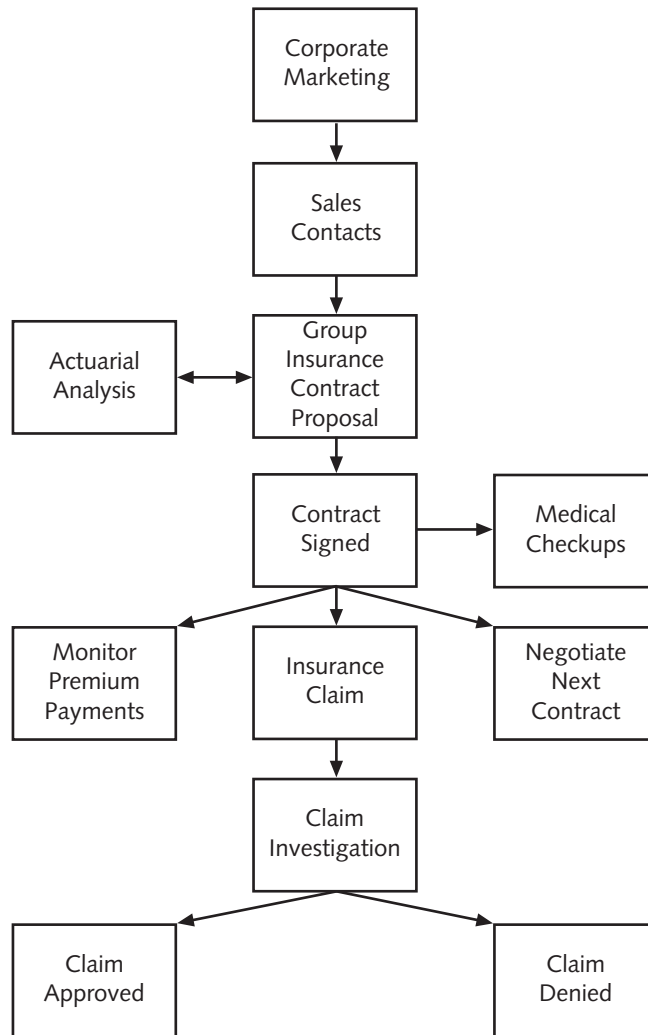 Corporate
Marketing
Sales
Contacts
Actuarial
Analysis
Group
Insurance
Contract
Proposal
Contract
Signed
Medical
Checkups
Monitor
Premium
Payments
Insurance
Claim
Negotiate
Next
Contract
Claim
Investigation
Claim
Approved
Claim
Denied